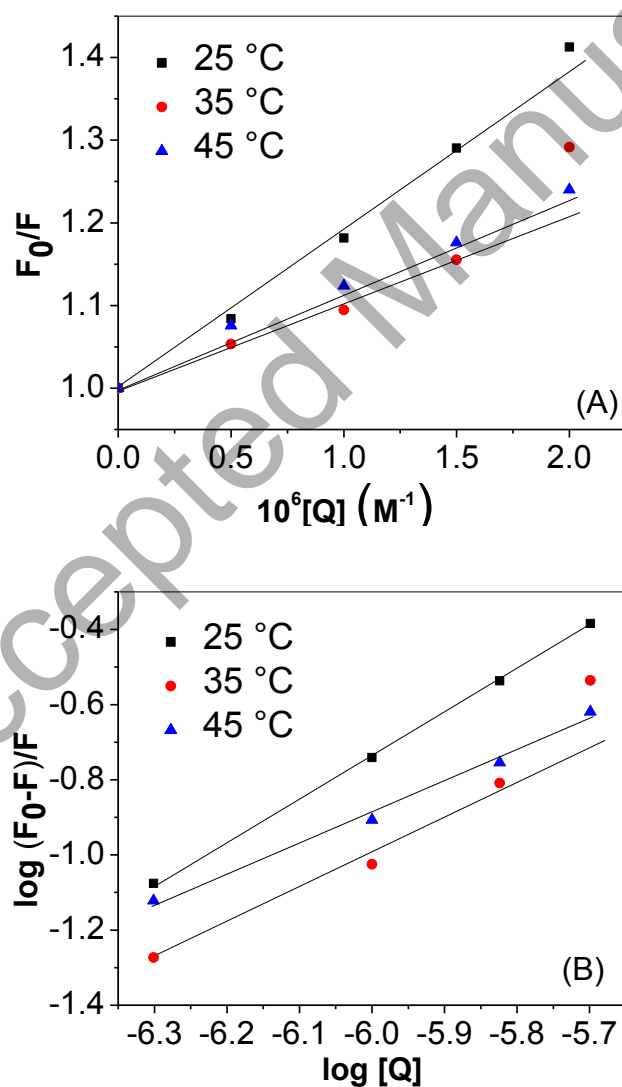 1.4
1.3
1.2
1.1
1.0
F0/F
25 °C
35 °C
45 °C
(A)
0.0 0.5 1.0 1.5 2.0
10⁶[Q] (M⁻¹)
-0.4
-0.6
-0.8
-1.0
-1.2
-1.4
log (F0-F)/F
25 °C
35 °C
45 °C
(B)
-6.3 -6.2 -6.1 -6.0 -5.9 -5.8 -5.7
log [Q]
cepted Manus